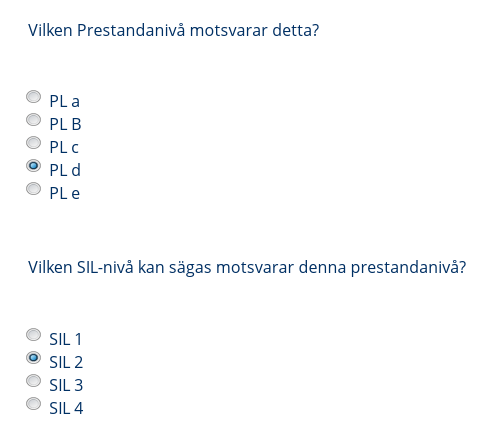 Vilken Prestandanivå motsvarar detta?
PL a
PL B
PL c
PL d
PL e
Vilken SIL-nivå kan sägas motsvarar denna prestandanivå?
SIL 1
SIL 2
SIL 3
SIL 4